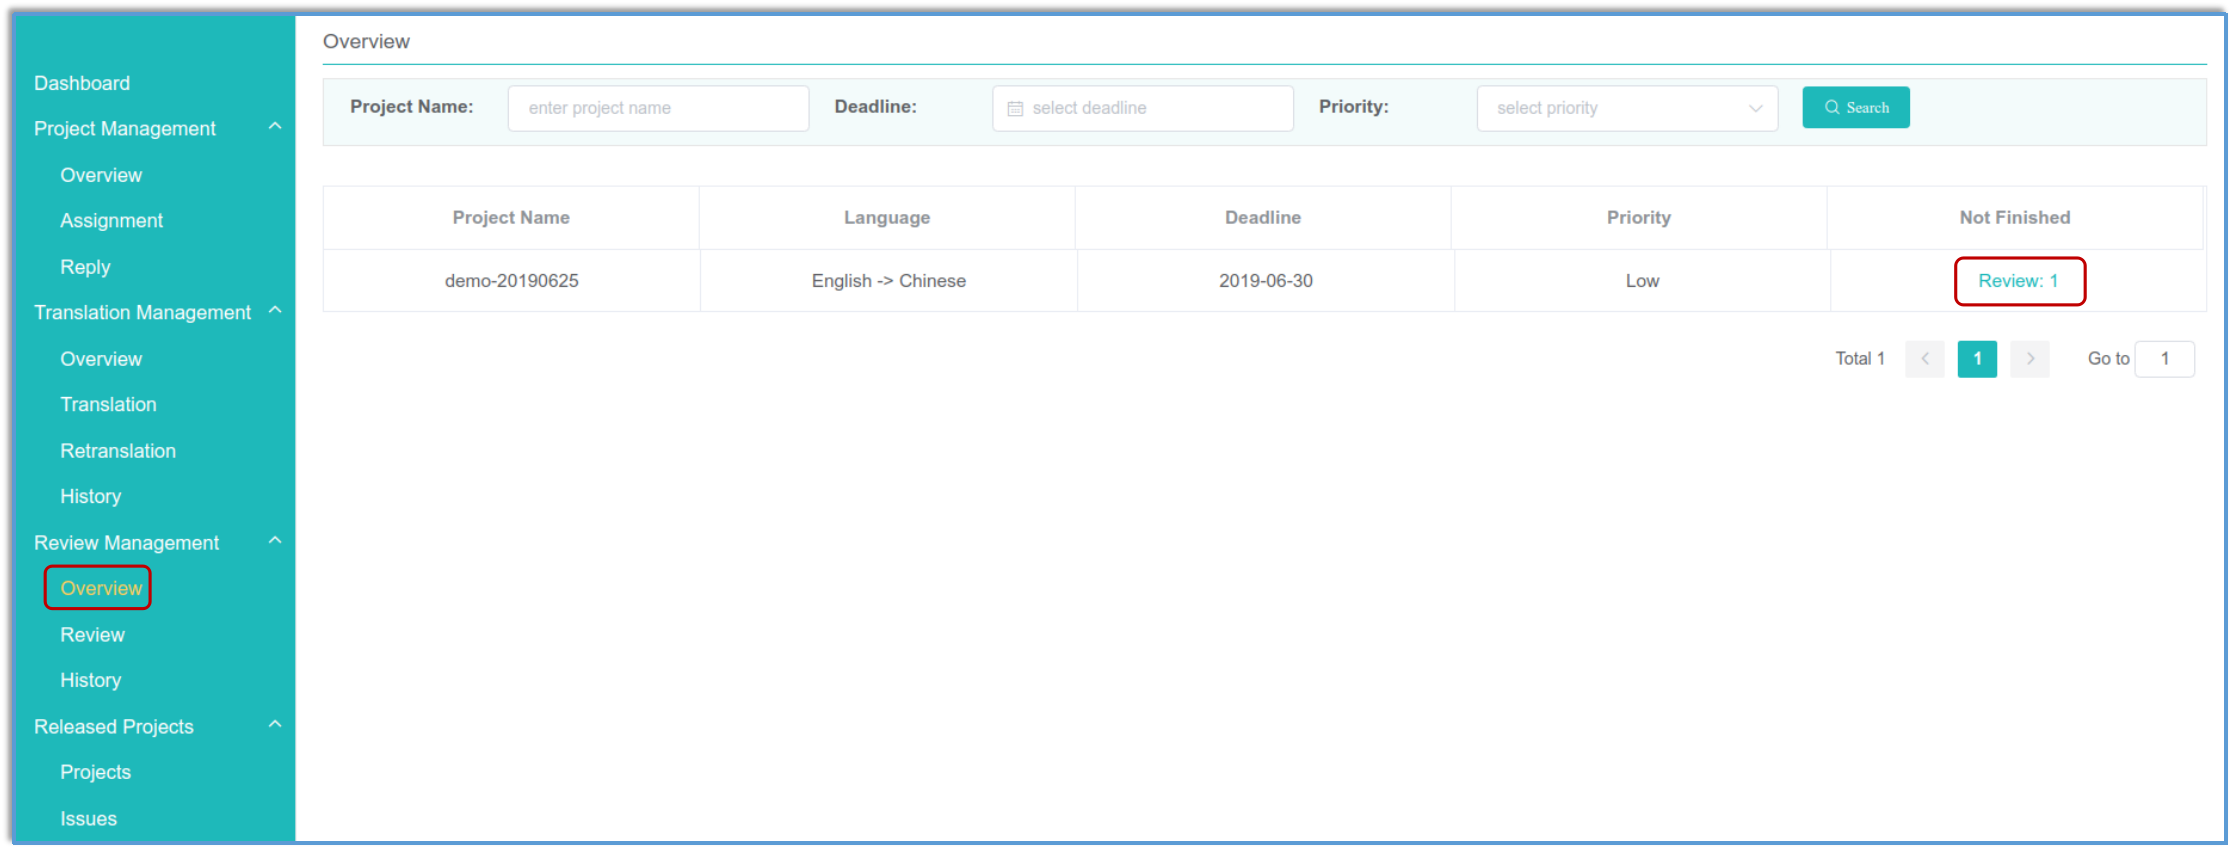 Dashboard
Project Management
Overview
Assignment
Reply
Translation Management
Overview
Translation
Retranslation
History
Review Management
Overview
Review
History
Released Projects
Projects
Issues
Overview
Project Name: enter project name Deadline: select deadline Priority: select priority Search
Project Name Language Deadline Priority Not Finished
demo-20190625 English -> Chinese 2019-06-30 Low Review: 1
Total 1 < 1 > Go to 1